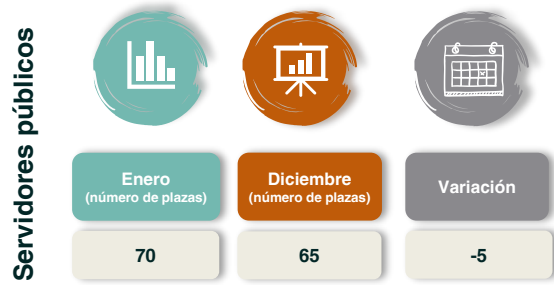 Servidores públicos
Enero
(número de plazas)
Diciembre
(número de plazas)
Variación
70
65
-5